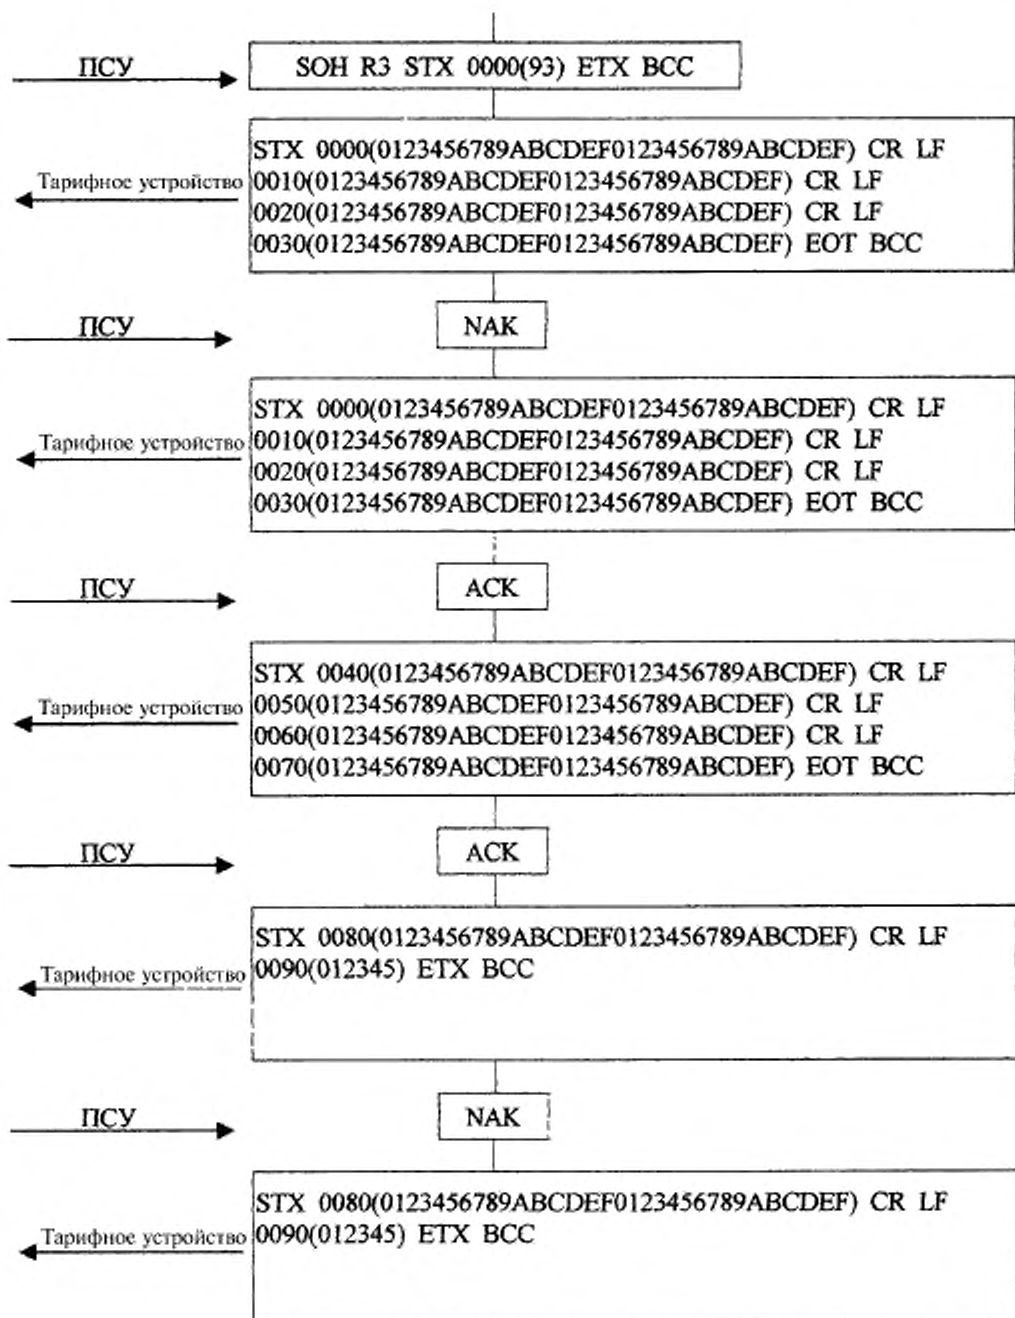 ПСУ
SOH R3 STX 0000(93) ETX BCC
STX 0000(0123456789ABCDEF0123456789ABCDEF) CR LF
Тарифное устройство
0010(0123456789ABCDEF0123456789ABCDEF) CR LF
0020(0123456789ABCDEF0123456789ABCDEF) CR LF
0030(0123456789ABCDEF0123456789ABCDEF) EOT BCC
ПСУ
NAK
STX 0000(0123456789ABCDEF0123456789ABCDEF) CR LF
Тарифное устройство
0010(0123456789ABCDEF0123456789ABCDEF) CR LF
0020(0123456789ABCDEF0123456789ABCDEF) CR LF
0030(0123456789ABCDEF0123456789ABCDEF) EOT BCC
ПСУ
ACK
STX 0040(0123456789ABCDEF0123456789ABCDEF) CR LF
Тарифное устройство
0050(0123456789ABCDEF0123456789ABCDEF) CR LF
0060(0123456789ABCDEF0123456789ABCDEF) CR LF
0070(0123456789ABCDEF0123456789ABCDEF) EOT BCC
ПСУ
ACK
STX 0080(0123456789ABCDEF0123456789ABCDEF) CR LF
Тарифное устройство
0090(012345) ETX BCC
ПСУ
NAK
STX 0080(0123456789ABCDEF0123456789ABCDEF) CR LF
Тарифное устройство
0090(012345) ETX BCC